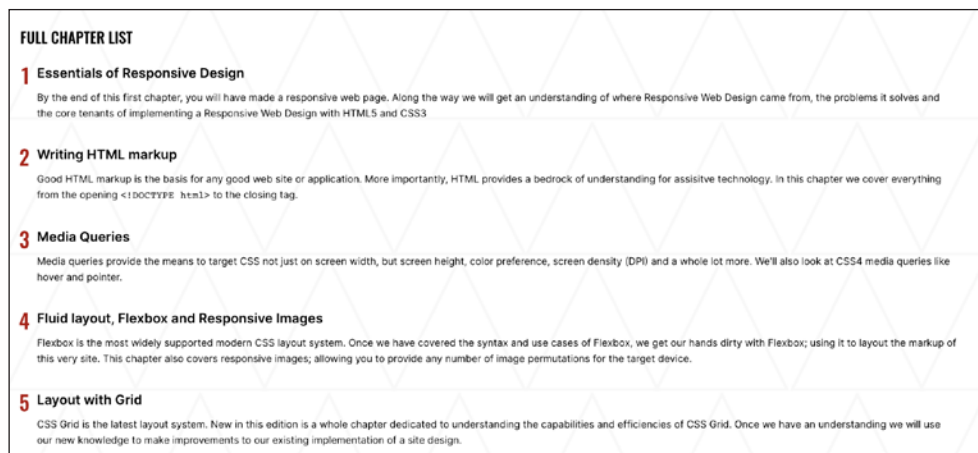 FULL CHAPTER LIST
1 Essentials of Responsive Design
By the end of this first chapter, you will have made a responsive web page. Along the way we will get an understanding of where Responsive Web Design came from, the problems it solves and
the core tenants of implementing a Responsive Web Design with HTML5 and CSS3
2 Writing HTML markup
Good HTML markup is the basis for any good web site or application. More importantly, HTML provides a bedrock of understanding for assisitve technology. In this chapter we cover everything
from the opening <!DOCTYPE html> to the closing tag.
3 Media Queries
Media queries provide the means to target CSS not just on screen width, but screen height, color preference, screen density (DPI) and a whole lot more. We'll also look at CSS4 media queries like
hover and pointer.
4 Fluid layout, Flexbox and Responsive Images
Flexbox is the most widely supported modern CSS layout system. Once we have covered the syntax and use cases of Flexbox, we get our hands dirty with Flexbox; using it to layout the markup of
this very site. This chapter also covers responsive images; allowing you to provide any number of image permutations for the target device.
5 Layout with Grid
CSS Grid is the latest layout system. New in this edition is a whole chapter dedicated to understanding the capabilities and efficiencies of CSS Grid. Once we have an understanding we will use
our new knowledge to make improvements to our existing implementation of a site design.